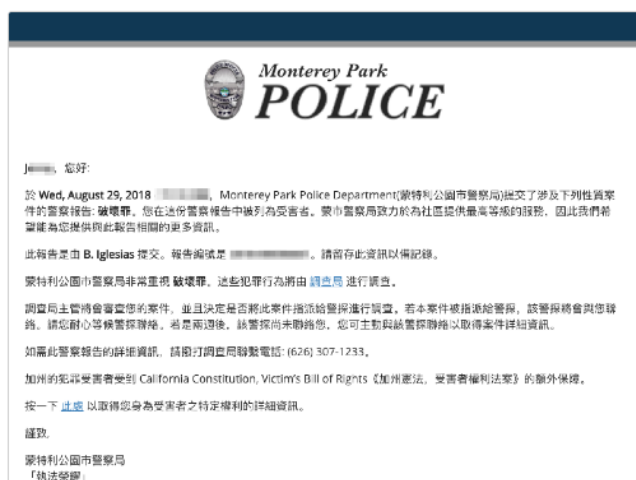 Monterey Park
POLICE
J 您好:
於 Wed, August 29, 2018 , Monterey Park Police Department(蒙特利公園市警察局)提交了涉及下列性質案
件的警察報告: 破壞罪。您在這份警察報告中被列為受害者。蒙市警察局致力於為社區提供最高等級的服務，因此我們希
望能為您提供與此報告相關的更多資訊。
此報告是由 B. Iglesias 提交。報告編號是 。請留存此資訊以備記錄。
蒙特利公園市警察局非常重視 破壞罪。這些犯罪行為將由 調查局 進行調查。
調查局主管將會審查您的案件，並且決定是否將此案件指派給警探進行調查。若本案件被指派給警探，該警探將會與您聯
絡。請您耐心等候警探聯絡。若是兩週後，該警探尚未聯絡您，您可主動與該警探聯絡以取得案件詳細資訊。
如需此警察報告的詳細資訊，請撥打調查局聯繫電話: (626) 307-1233。
加州的犯罪受害者受到 California Constitution, Victim's Bill of Rights《加州憲法，受害者權利法案》的額外保障。
按一下 此處 以取得您身為受害者之特定權利的詳細資訊。
謹致，
蒙特利公園市警察局
「執法榮耀」